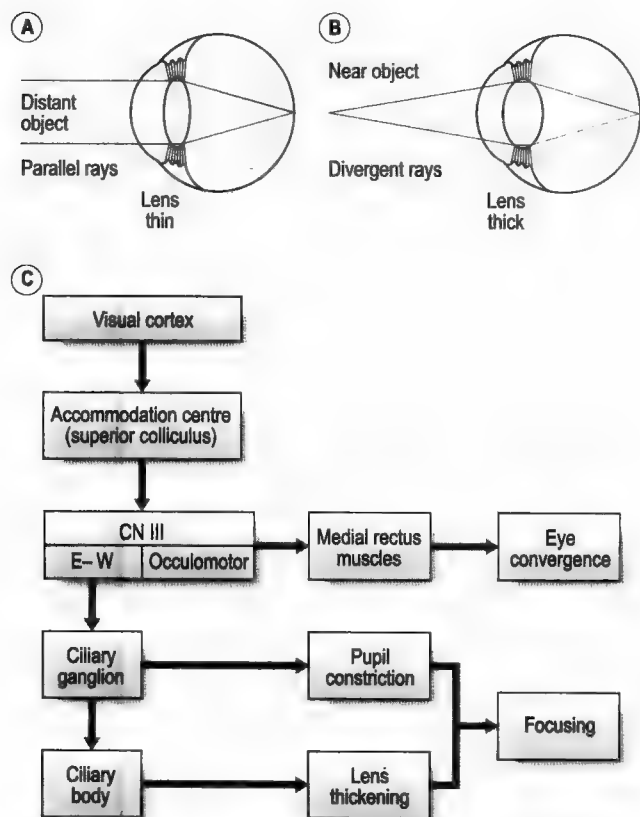 A
Distant
object
Parallel rays
Lens
thin
B
Near object
Divergent rays
Lens
thick
C
Visual cortex
Accommodation centre
(superior colliculus)
CN III
E–W
Occulomotor
Medial rectus
muscles
Eye
convergence
Ciliary
ganglion
Pupil
constriction
Focusing
Ciliary
body
Lens
thickening